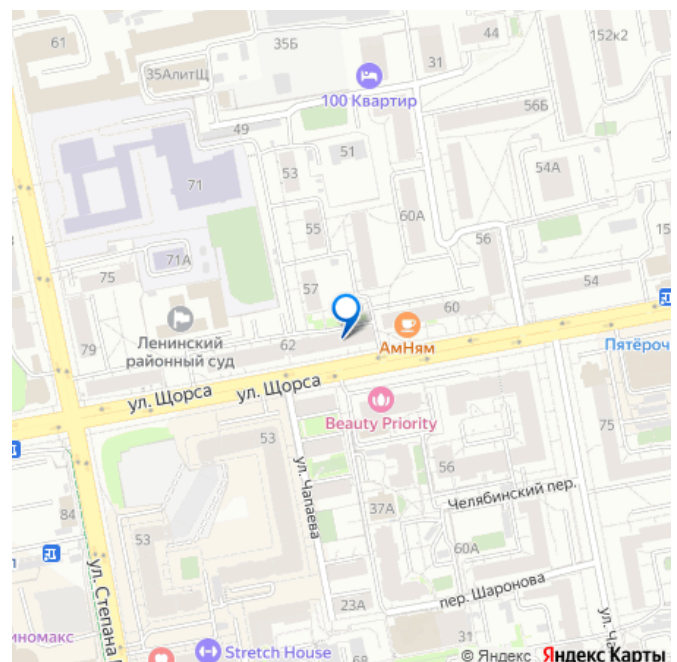 61
35Б
44
152к2
35АлитЩ
31
100 Квартир
56Б
49
51
53
54А
71
60А
55
56
15
71А
75
57
54
60
Ленинский
районный суд
62
АмНям
Пятёроч
79
ул. Щорса
ул. Щорса
Beauty Priority
53
75
ул. Чапаева
56
Челябинский пер.
84
37А
53
60А
пер. Шаронова
23А
ул. Степана
ул. Ч
иномакс
31
Stretch House
68
© Яндекс Яндекс Карты